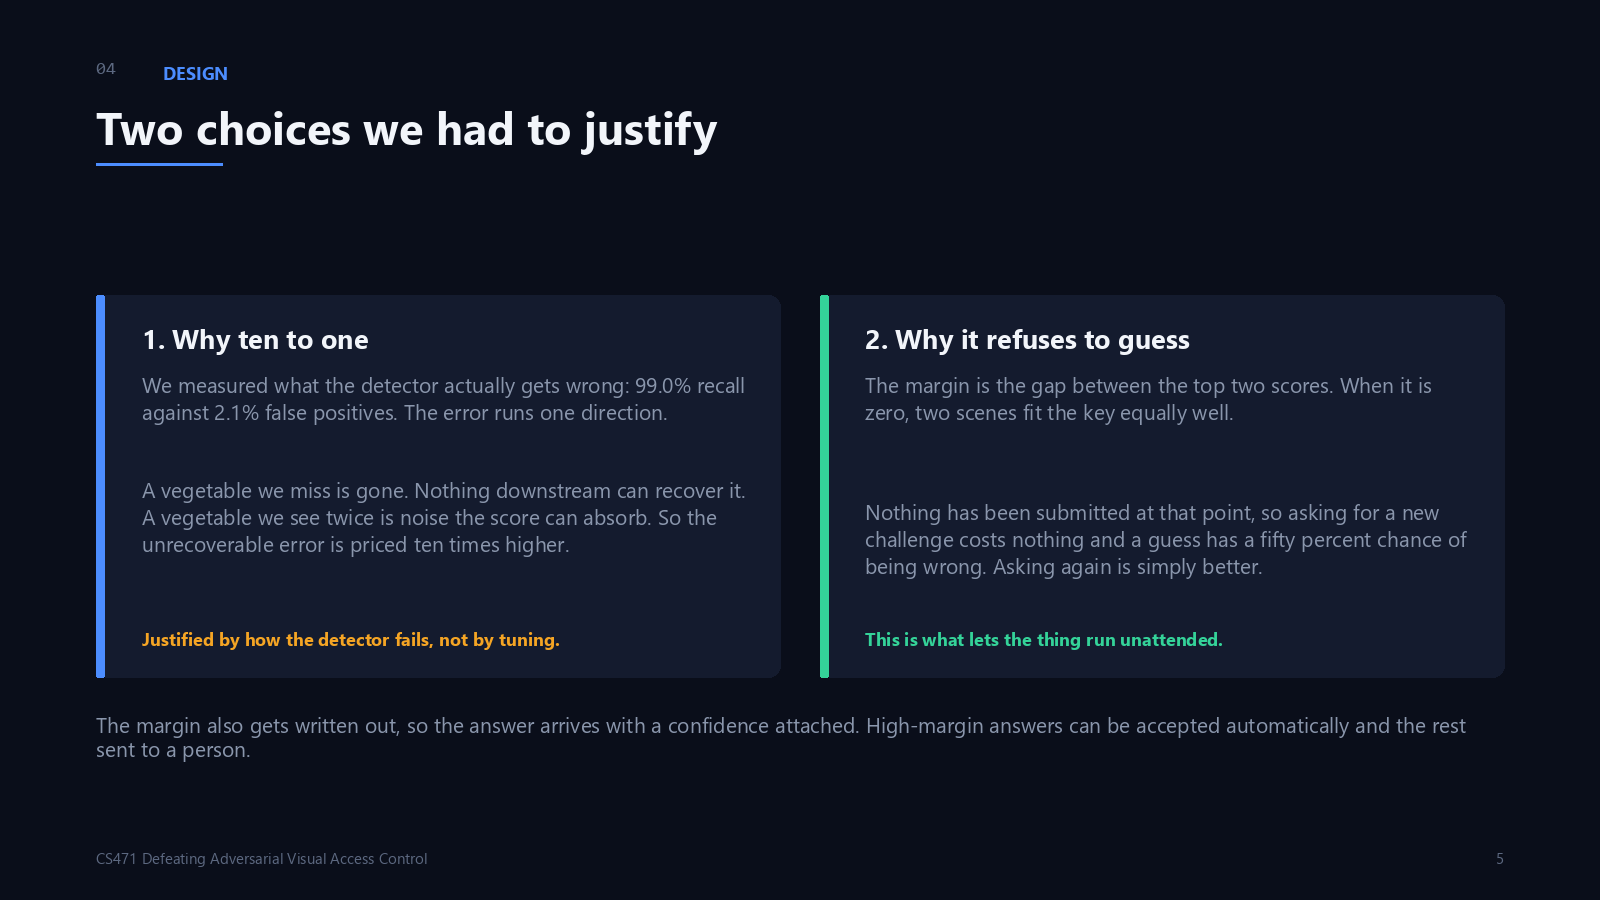 04
DESIGN
Two choices we had to justify
1. Why ten to one
We measured what the detector actually gets wrong: 99.0% recall
against 2.1% false positives. The error runs one direction.
A vegetable we miss is gone. Nothing downstream can recover it.
A vegetable we see twice is noise the score can absorb. So the
unrecoverable error is priced ten times higher.
Justified by how the detector fails, not by tuning.
2. Why it refuses to guess
The margin is the gap between the top two scores. When it is
zero, two scenes fit the key equally well.
Nothing has been submitted at that point, so asking for a new
challenge costs nothing and a guess has a fifty percent chance of
being wrong. Asking again is simply better.
This is what lets the thing run unattended.
The margin also gets written out, so the answer arrives with a confidence attached. High-margin answers can be accepted automatically and the rest
sent to a person.
CS471 Defeating Adversarial Visual Access Control
5